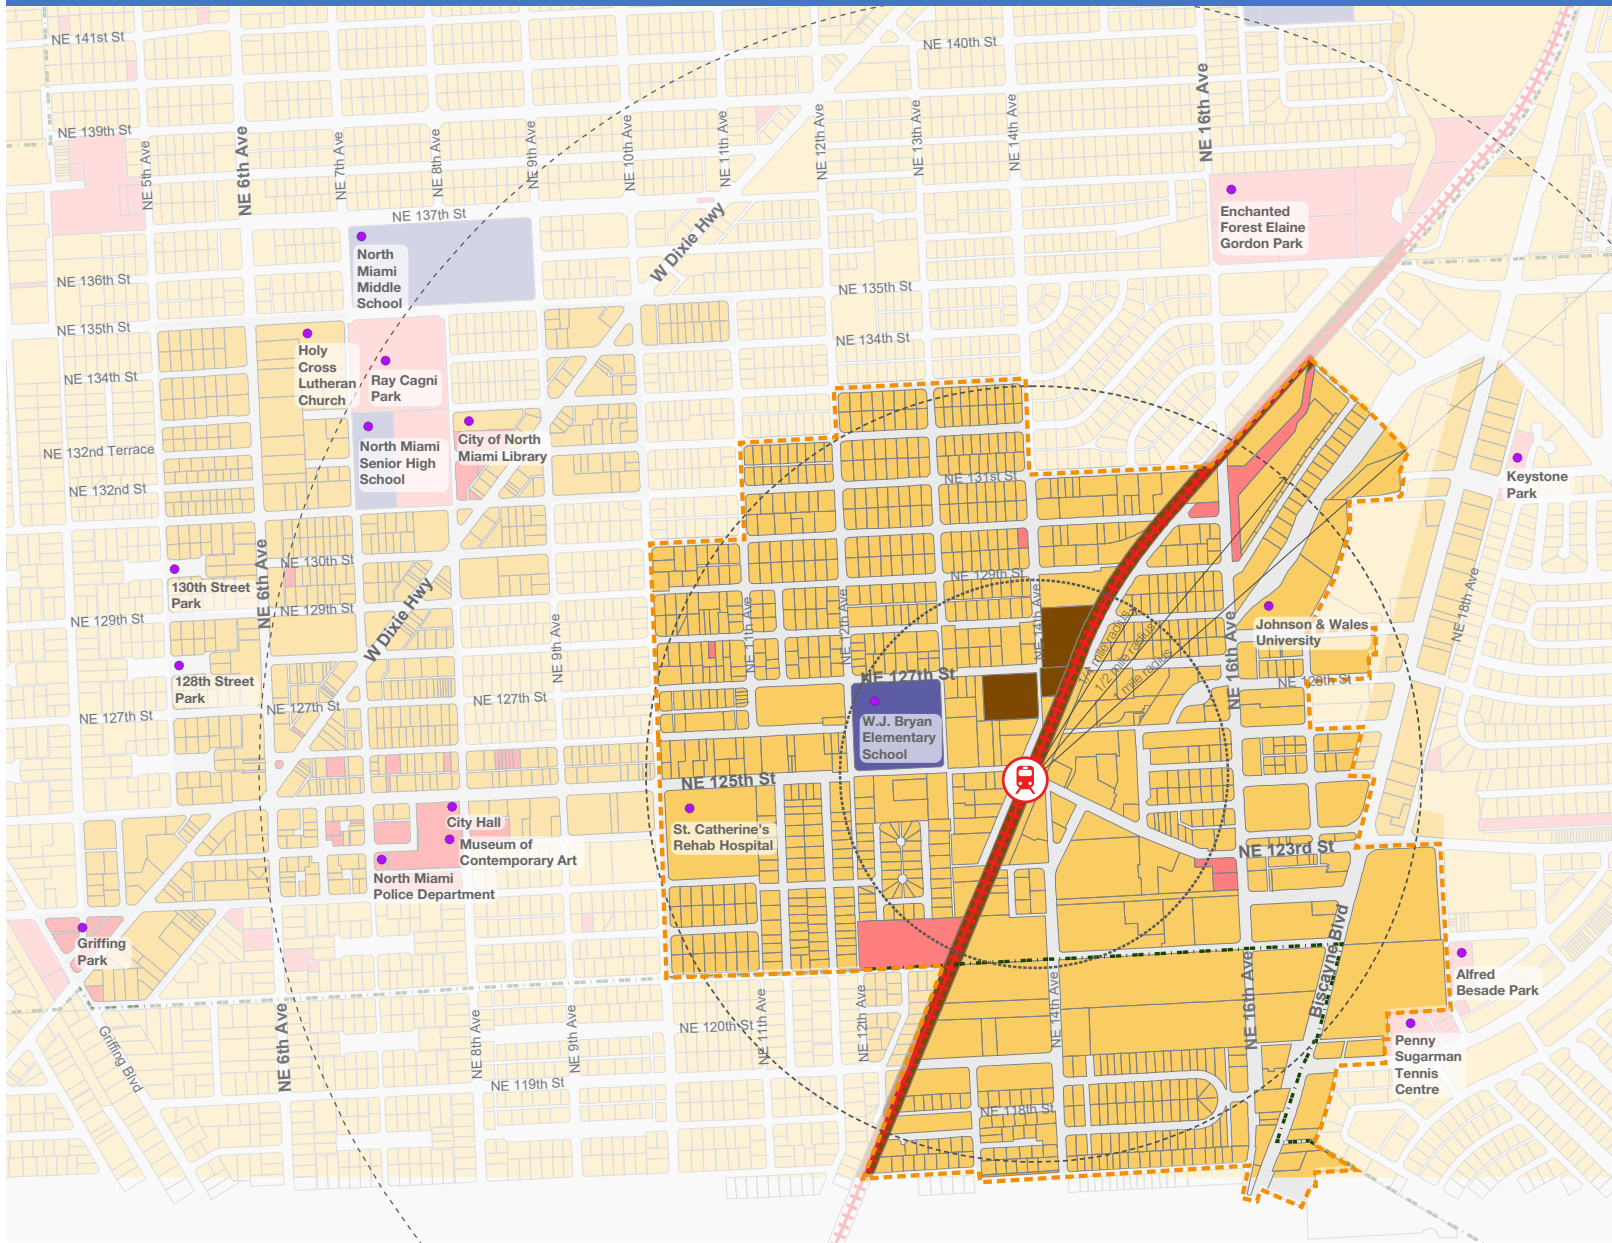 NE 141st St
NE 140th St
NE 139th St
NE 5th Ave
NE 6th Ave
NE 7th Ave
NE 8th Ave
NE 9th Ave
NE 10th Ave
NE 11th Ave
NE 12th Ave
NE 13th Ave
NE 14th Ave
NE 16th Ave
NE 137th St
W Dixie Hwy
Enchanted
Forest Elaine
Gordon Park
North
Miami
Middle
School
NE 136th St
NE 135th St
NE 135th St
NE 134th St
Holy
Cross
Lutheran
Church
Ray Cagni
Park
NE 134th St
NE 132nd Terrace
NE 132nd St
North Miami
Senior High
School
City of North
Miami Library
NE 131st St
Keystone
Park
NE 130th St
NE 6th Ave
130th Street
Park
NE 129th St
NE 129th St
NE 129th St
W Dixie Hwy
NE 9th Ave
NE 11th Ave
NE 12th Ave
NE 14th Ave
1/4 mile radius
1/2 mile radius
1 mile radius
NE 16th Ave
Johnson & Wales
University
NE 18th Ave
128th Street
Park
NE 127th St
NE 127th St
NE 127th St
NE 127th St
NE 126th St
W.J. Bryan
Elementary
School
NE 125th St
City Hall
Museum of
Contemporary Art
North Miami
Police Department
St. Catherine's
Rehab Hospital
NE 123rd St
Griffing
Park
Biscayne Blvd
Alfred
Besade Park
NE 6th Ave
NE 8th Ave
NE 9th Ave
NE 11th Ave
NE 12th Ave
NE 14th Ave
NE 16th Ave
NE 120th St
Griffing Blvd
NE 119th St
NE 118th St
Penny
Sugarman
Tennis
Centre